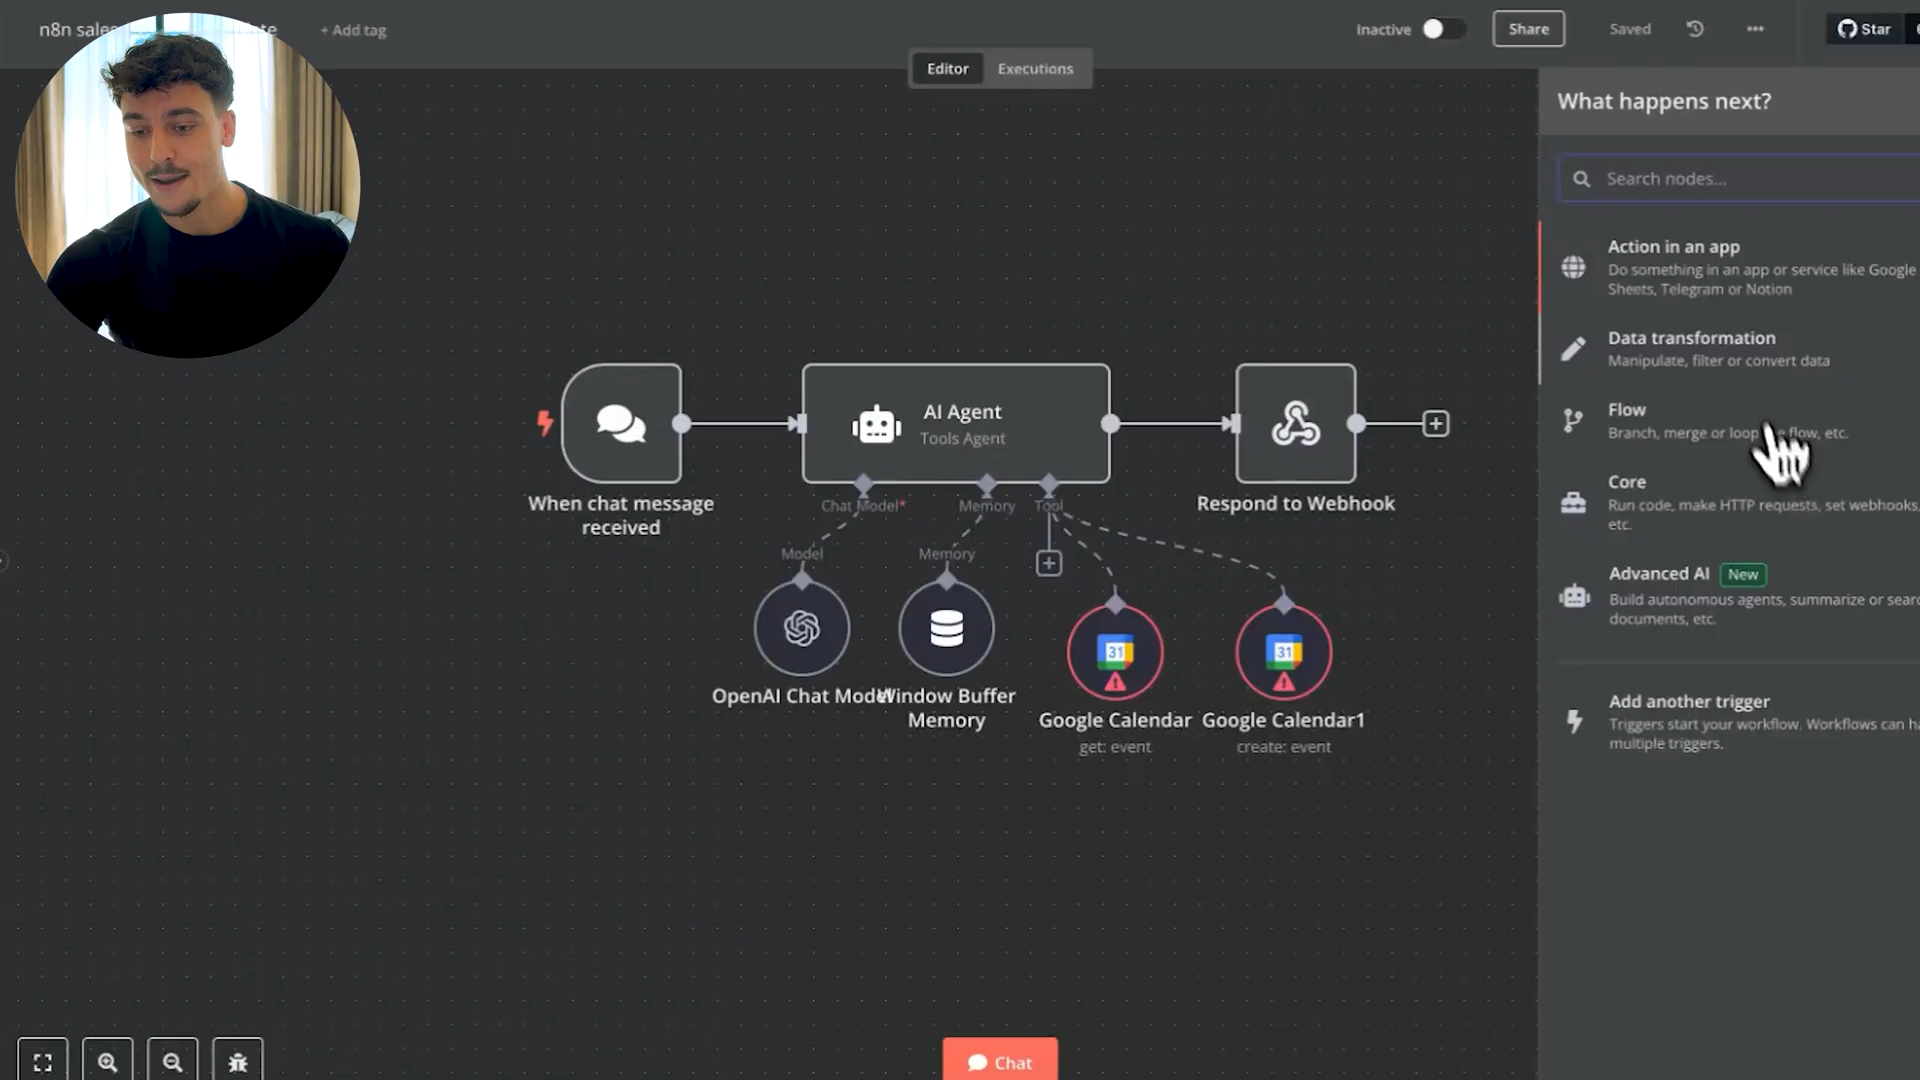 n8n sale
+ Add tag
Inactive
Share
Saved
Star
Editor
Executions
What happens next?
Search nodes...
Action in an app
Do something in an app or service like Google
Sheets, Telegram or Notion
Data transformation
Manipulate, filter or convert data
Flow
Branch, merge or loop flow, etc.
Core
Run code, make HTTP requests, set webhooks,
etc.
Advanced AI New
Build autonomous agents, summarize or
documents, etc.
Add another trigger
Triggers start your workflow. Workflows can
multiple triggers.
AI Agent
Tools Agent
When chat message
received
Chat Model*
Memory
Tool
Respond to Webhook
Model
Memory
OpenAI Chat Model
Window Buffer
Memory
31
31
Google Calendar
get: event
Google Calendar1
create: event
Chat